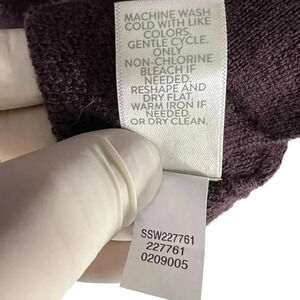 MACHINE WASH
COLD WITH LIKE
COLORS.
GENTLE CYCLE.
ONLY
NON-CHLORINE
BLEACH IF
NEEDED.
RESHAPE AND
DRY FLAT.
WARM IRON IF
NEEDED.
OR DRY CLEAN.
SSW227761
227761
0209005